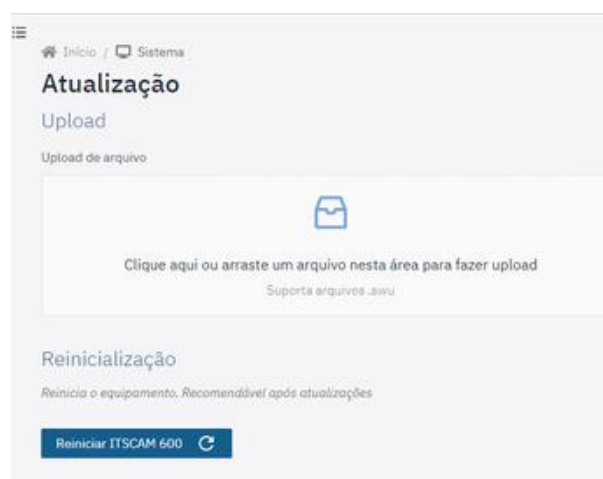 Início / Sistema
Atualização
Upload
Upload de arquivo
Clique aqui ou arraste um arquivo nesta área para fazer upload
Suporta arquivos .swu
Reinicialização
Reinicia o equipamento. Recomendável após atualizações
Reiniciar ITSCAM 600